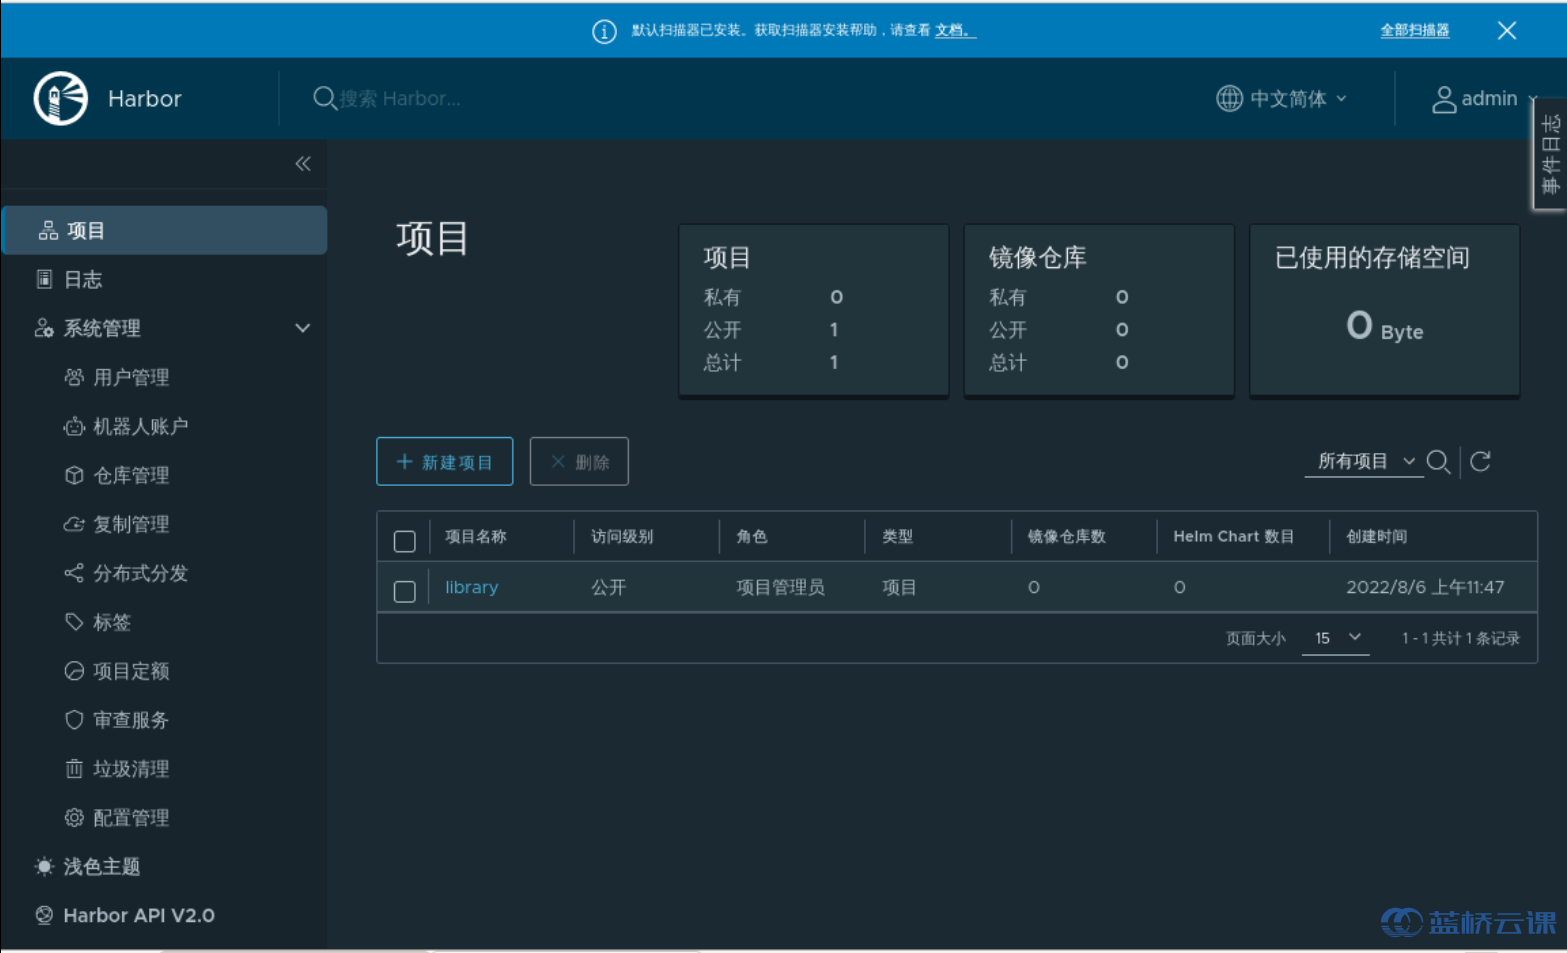 默认扫描器已安装。获取扫描器安装帮助，请查看 文档。 全部扫描器
Harbor
搜索 Harbor...
中文简体
admin
事件日志
项目
日志
系统管理
用户管理
机器人账户
仓库管理
复制管理
分布式分发
标签
项目定额
审查服务
垃圾清理
配置管理
浅色主题
Harbor API V2.0
项目
项目
私有 0
公开 1
总计 1
镜像仓库
私有 0
公开 0
总计 0
已使用的存储空间
0 Byte
新建项目 删除
所有项目
项目名称 访问级别 角色 类型 镜像仓库数 Helm Chart 数目 创建时间
library 公开 项目管理员 项目 0 0 2022/8/6 上午11:47
页面大小 15 1 - 1 共计 1 条记录
蓝桥云课